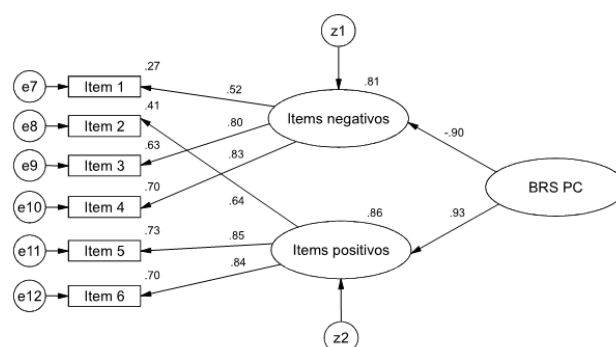 z1
.27
.81
e7
Item 1
.52
.41
e8
Item 2
Items negativos
.80
-.90
.63
e9
Item 3
.83
.70
BRS PC
e10
Item 4
.64
.86
.93
.73
e11
Item 5
.85
Items positivos
.70
.84
e12
Item 6
z2